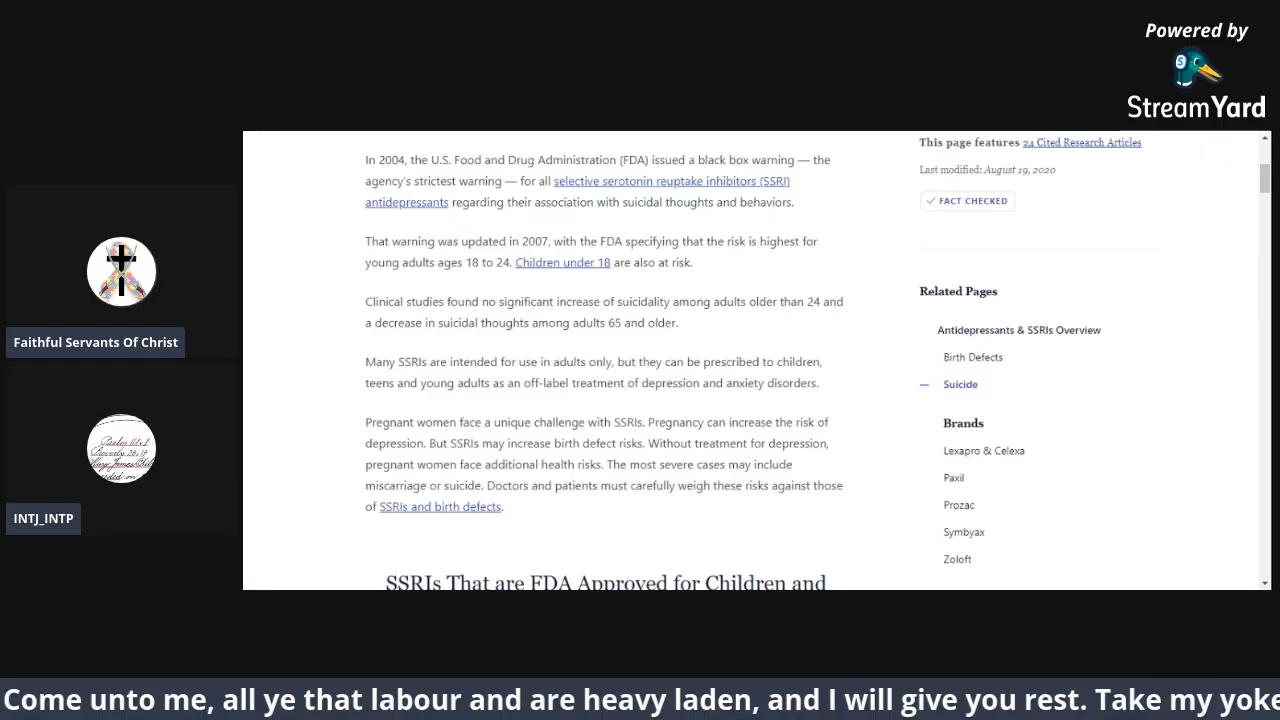 Powered by
StreamYard
In 2004, the U.S. Food and Drug Administration (FDA) issued a black box warning — the
agency's strictest warning — for all selective serotonin reuptake inhibitors (SSRI)
antidepressants regarding their association with suicidal thoughts and behaviors.
That warning was updated in 2007, with the FDA specifying that the risk is highest for
young adults ages 18 to 24. Children under 18 are also at risk.
Clinical studies found no significant increase of suicidality among adults older than 24 and
a decrease in suicidal thoughts among adults 65 and older.
Many SSRIs are intended for use in adults only, but they can be prescribed to children,
teens and young adults as an off-label treatment of depression and anxiety disorders.
Pregnant women face a unique challenge with SSRIs. Pregnancy can increase the risk of
depression. But SSRIs may increase birth defect risks. Without treatment for depression,
pregnant women face additional health risks. The most severe cases may include
miscarriage or suicide. Doctors and patients must carefully weigh these risks against those
of SSRIs and birth defects.
SSRIs That are FDA Approved for Children and
This page features 24 Cited Research Articles
Last modified: August 19, 2020
FACT CHECKED
Related Pages
Antidepressants & SSRIs Overview
Birth Defects
— Suicide
Brands
Lexapro & Celexa
Paxil
Prozac
Symbyax
Zoloft
Faithful Servants Of Christ
INTJ_INTP
Come unto me, all ye that labour and are heavy laden, and I will give you rest. Take my yoke